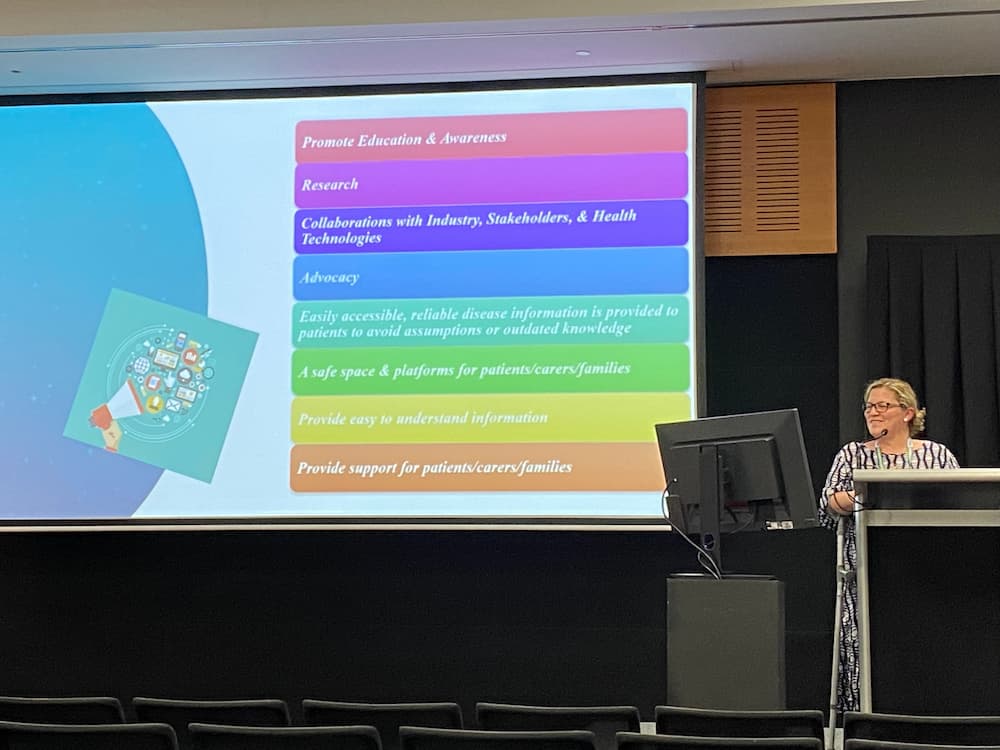 Promote Education & Awareness
Research
Collaborations with Industry, Stakeholders, & Health
Technologies
Advocacy
Easily accessible, reliable disease information is provided to
patients to avoid assumptions or outdated knowledge
A safe space & platforms for patients/carers/families
Provide easy to understand information
Provide support for patients/carers/families